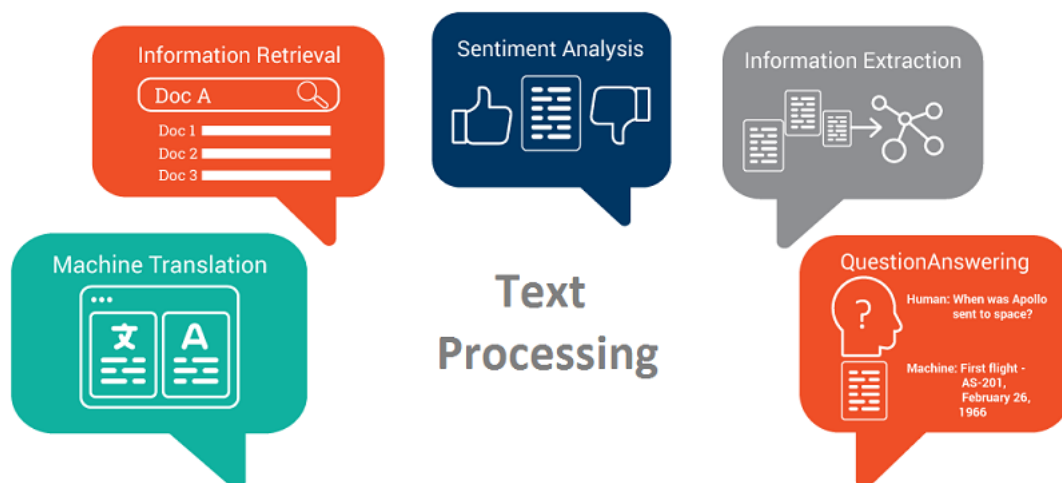 Information Retrieval
Doc A
Doc 1
Doc 2
Doc 3
Sentiment Analysis
Information Extraction
Machine Translation
文 A
Text
Processing
QuestionAnswering
?
Human: When was Apollo
sent to space?
Machine: First flight -
AS-201,
February 26,
1966